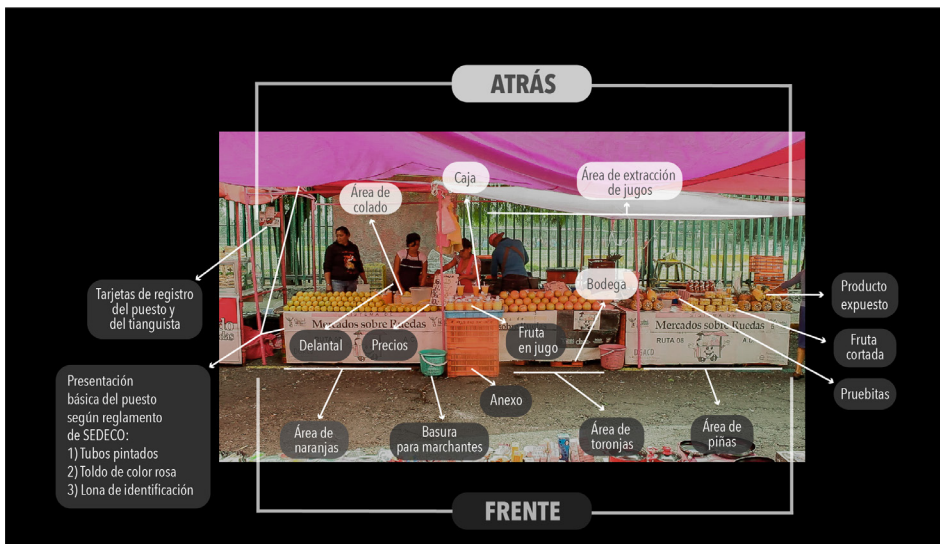 ATRÁS
Caja
Área de extracción
de jugos
Área de
colado
Tarjetas de registro
del puesto y
del tianguista
Bodega
Producto
expuesto
Mercados sobre Ruedas
Mercados sobre Ruedas
RUTA 08
Delantal
Precios
Fruta
en jugo
Fruta
cortada
Presentación
básica del puesto
según reglamento
de SEDECO:
1) Tubos pintados
2) Toldo de color rosa
3) Lona de identificación
Anexo
Pruebitas
Área de
naranjas
Basura
para marchantes
Área de
toronjas
Área de
piñas
FRENTE